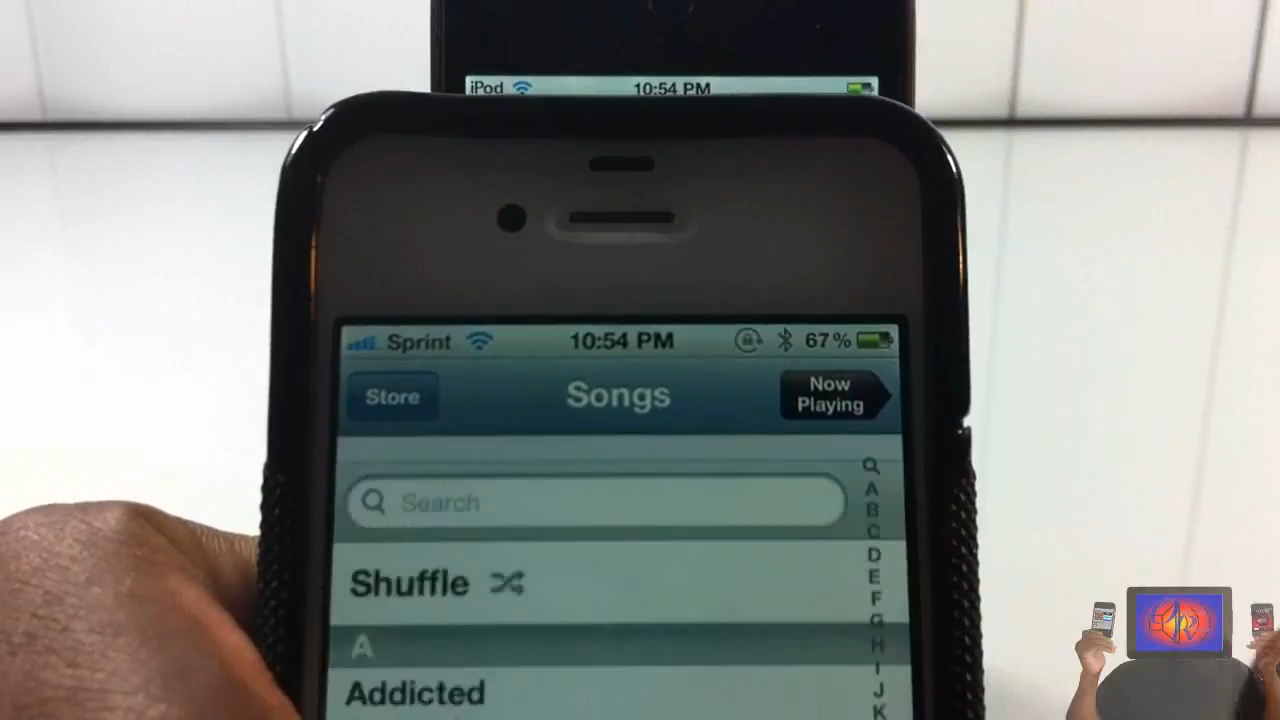 iPod 10:54 PM
Sprint 10:54 PM 67%
Store Songs Now Playing
Search
Shuffle
A
Addicted
A
B
C
D
E
F
G
H
I
J
K